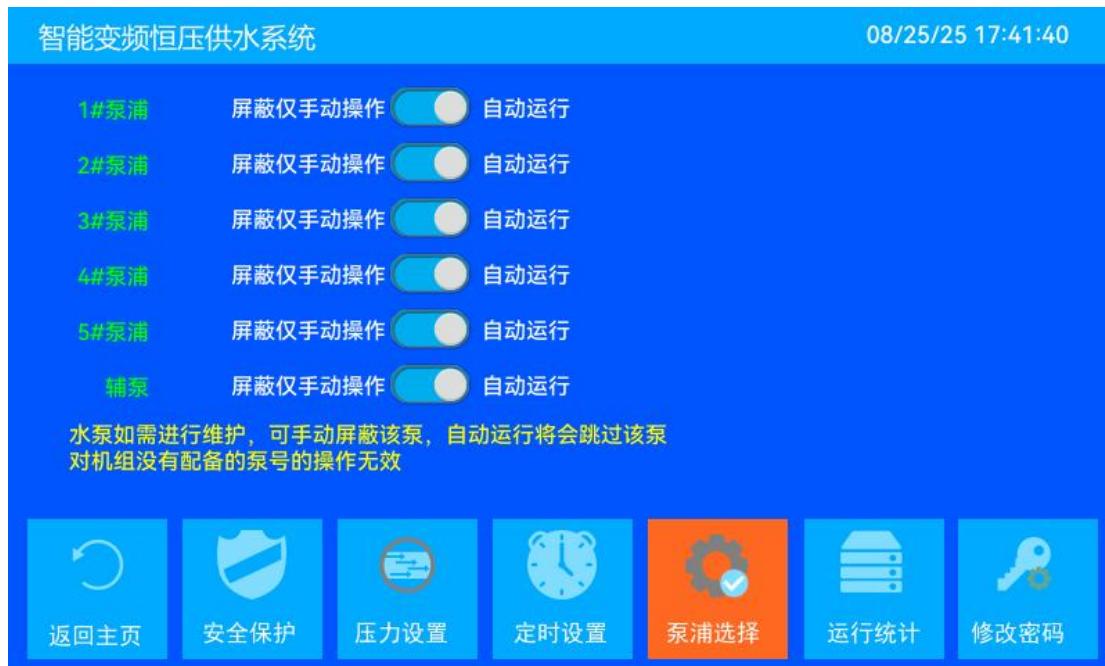 智能变频恒压供水系统 08/25/25 17:41:40
1#泵浦 屏蔽仅手动操作 自动运行
2#泵浦 屏蔽仅手动操作 自动运行
3#泵浦 屏蔽仅手动操作 自动运行
4#泵浦 屏蔽仅手动操作 自动运行
5#泵浦 屏蔽仅手动操作 自动运行
辅泵 屏蔽仅手动操作 自动运行
水泵如需进行维护，可手动屏蔽该泵，自动运行将会跳过该泵
对机组没有配备的泵号的操作无效
返回主页 安全保护 压力设置 定时设置 泵浦选择 运行统计 修改密码